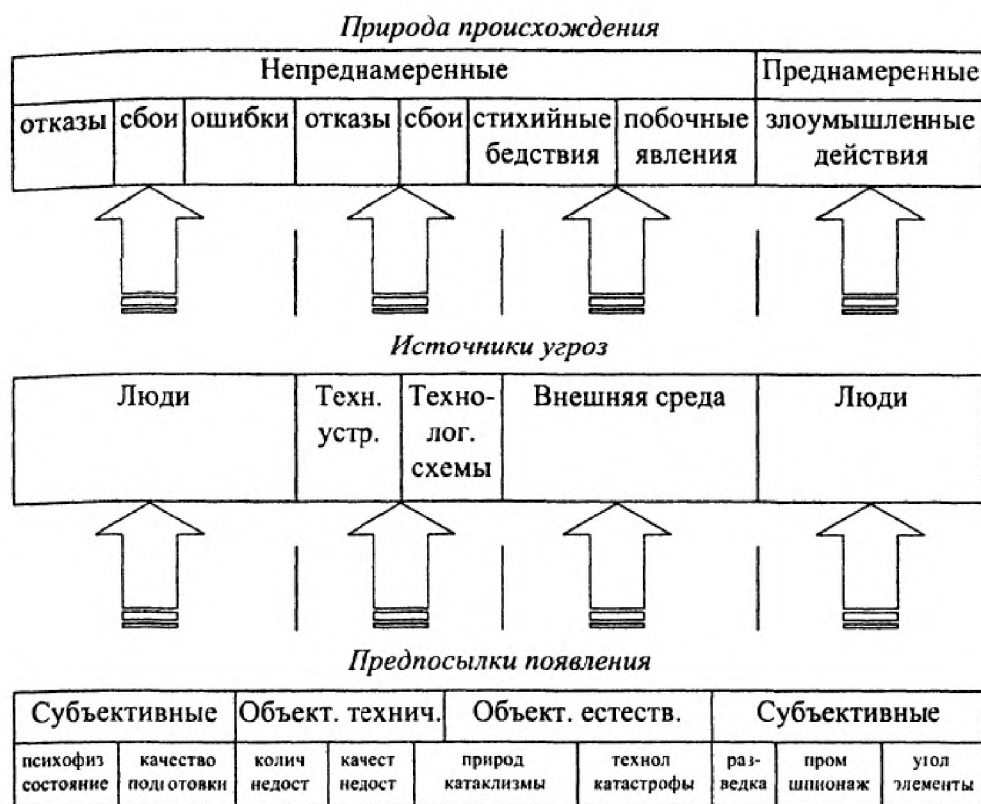 Природа происхождения
Непреднамеренные Преднамеренные
отказы сбои ошибки отказы сбои стихийные побочные злоумышленные
бедствия явления действия
Источники угроз
Люди Техн. Техно- Внешняя среда Люди
устр. лог.
схемы
Предпосылки появления
Субъективные Объект. технич. Объект. естеств. Субъективные
психофиз качество колич качест природ технол раз- пром угол
состояние подготовки недост недост катаклизмы катастрофы ведка шпионаж элементы